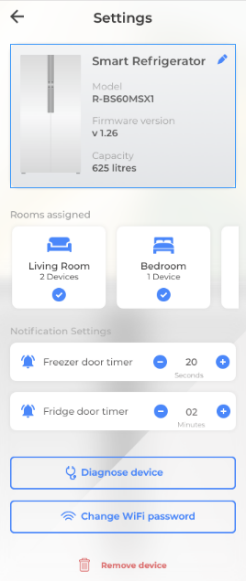 Settings
Smart Refrigerator
Model
R-BS60MSX1
Firmware version
v 1.26
Capacity
625 litres
Rooms assigned
Living Room
2 Devices
Bedroom
1 Device
Notification Settings
Freezer door timer
20
Seconds
Fridge door timer
02
Minutes
Diagnose device
Change WiFi password
Remove device